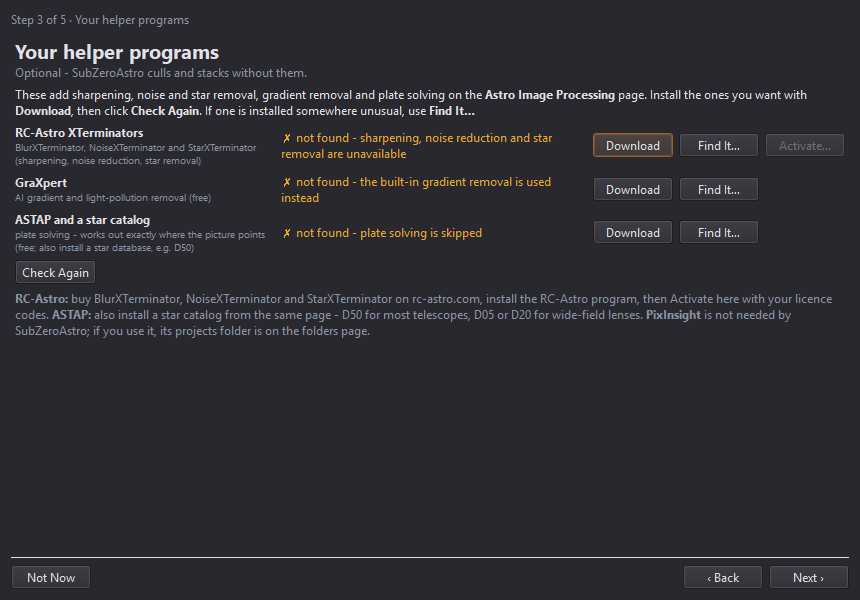 Step 3 of 5 · Your helper programs
Your helper programs
Optional - SubZeroAstro culls and stacks without them.
These add sharpening, noise and star removal, gradient removal and plate solving on the Astro Image Processing page. Install the ones you want with
Download, then click Check Again. If one is installed somewhere unusual, use Find It...
RC-Astro XTerminators
BlurXTerminator, NoiseXTerminator and StarXTerminator
(sharpening, noise reduction, star removal)
✗ not found - sharpening, noise reduction and star
removal are unavailable
Download
Find It...
Activate...
GraXpert
AI gradient and light-pollution removal (free)
✗ not found - the built-in gradient removal is used
instead
Download
Find It...
ASTAP and a star catalog
plate solving - works out exactly where the picture points
(free; also install a star database, e.g. D50)
✗ not found - plate solving is skipped
Download
Find It...
Check Again
RC-Astro: buy BlurXTerminator, NoiseXTerminator and StarXTerminator on rc-astro.com, install the RC-Astro program, then Activate here with your licence
codes. ASTAP: also install a star catalog from the same page - D50 for most telescopes, D05 or D20 for wide-field lenses. PixInsight is not needed by
SubZeroAstro; if you use it, its projects folder is on the folders page.
Not Now
‹ Back
Next ›